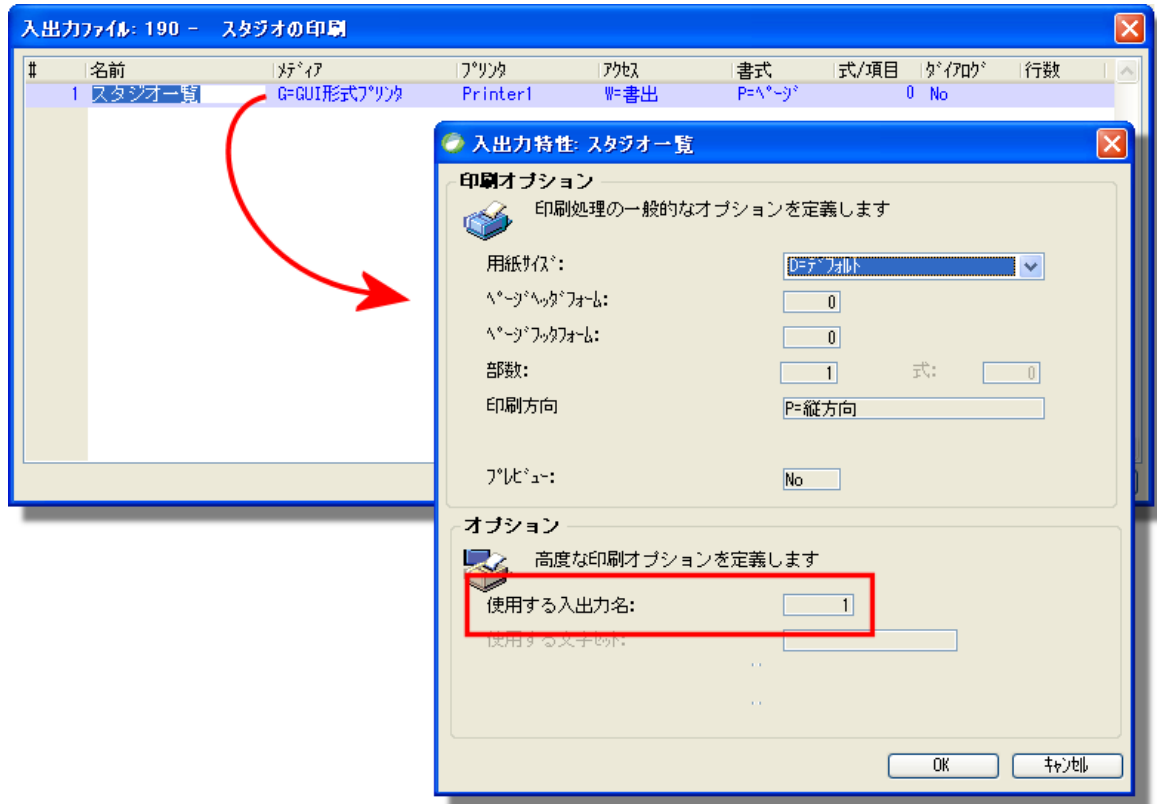 入出力ファイル: 190 - スタジオの印刷
# 名前 メディア プリンタ アクセス 書式 式/項目 ダイアログ 行数
1 スタジオ一覧 G=GUI形式プリンタ Printer1 W=書出 P=ページ 0 No
入出力特性: スタジオ一覧
印刷オプション
印刷処理の一般的なオプションを定義します
用紙サイズ: D=デフォルト
ページヘッダフォーム: 0
ページフッタフォーム: 0
部数: 1 式: 0
印刷方向 P=縦方向
プレビュー: No
オプション
高度な印刷オプションを定義します
使用する入出力名: 1
使用する文字セット:
OK キャンセル